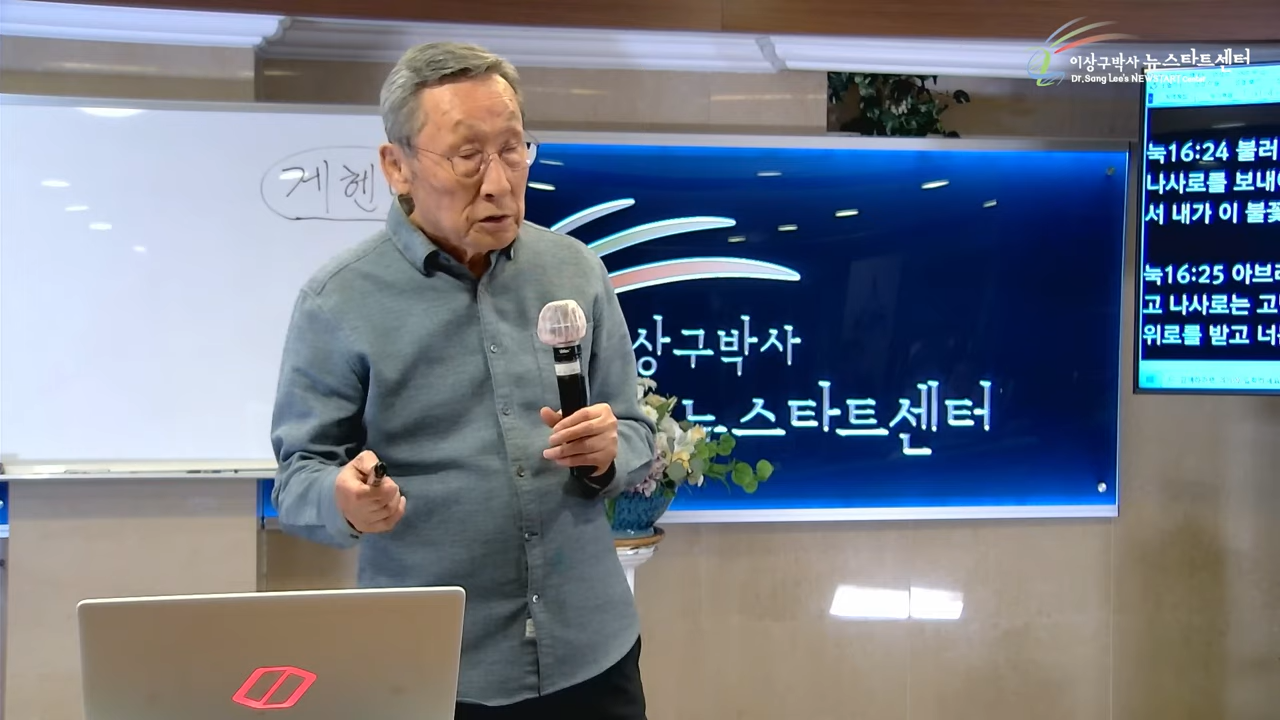 이상구박사 뉴스타트센터
Dr. Sang Lee's NEWSTART Center
게헨
눅16:24 불러
나사로를 보내
서 내가 이 불꽃
눅16:25 아브라
고 나사로는 고
위로를 받고 너는
상구박사
뉴스타트센터